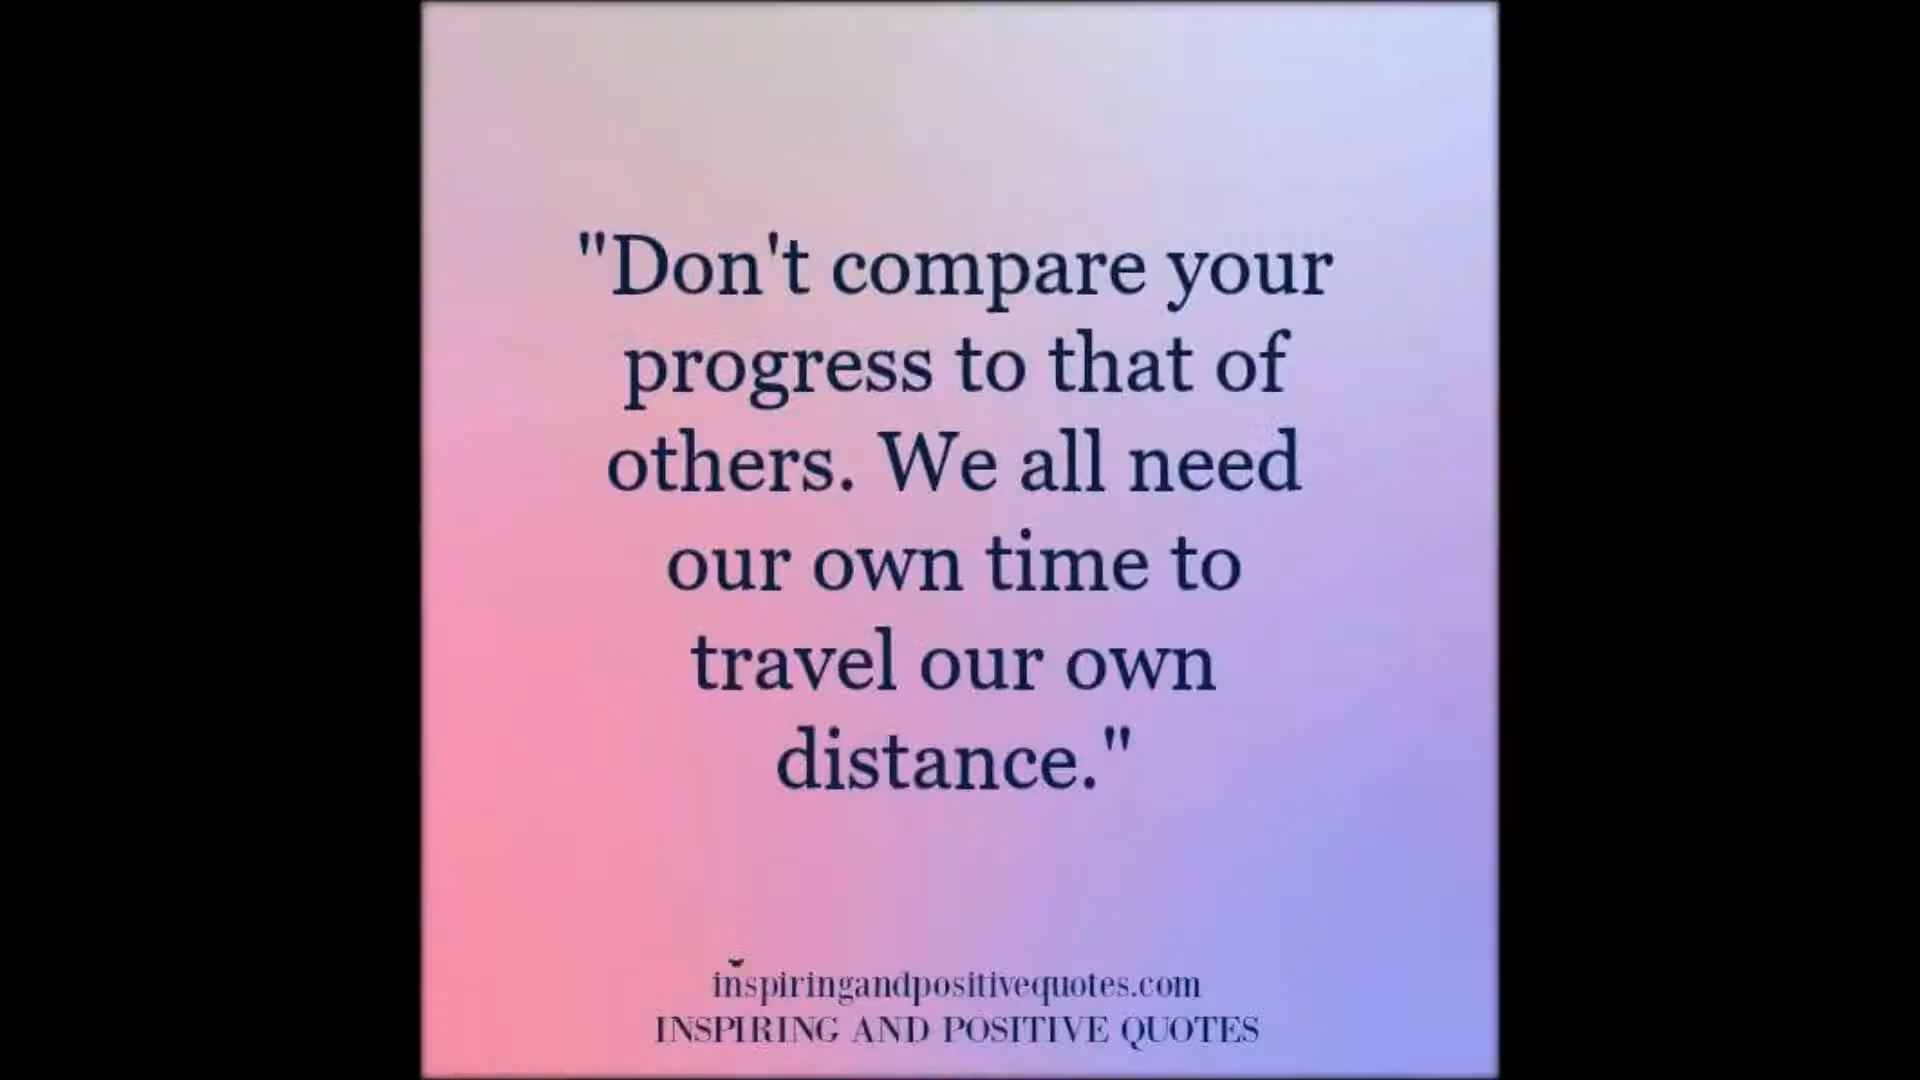 "Don't compare your
progress to that of
others. We all need
our own time to
travel our own
distance."
inspiringandpositivequotes.com
INSPIRING AND POSITIVE QUOTES